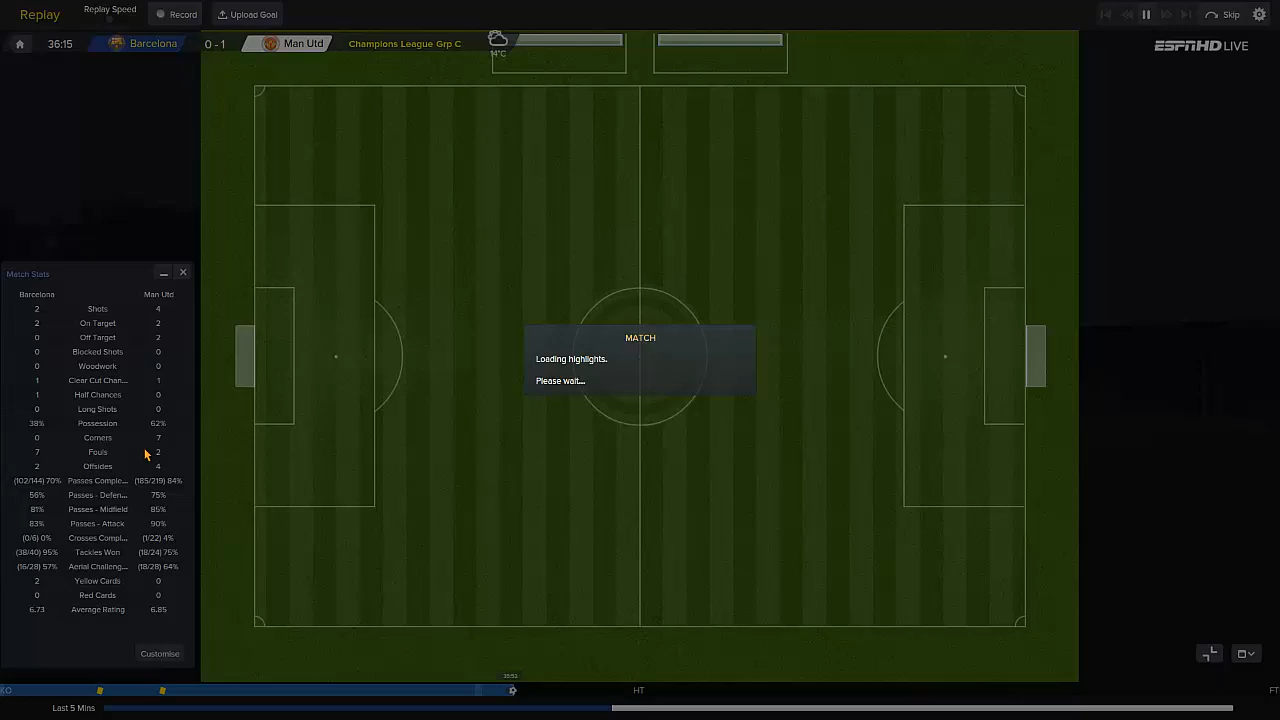 Replay
Replay Speed
Record
Upload Goal
Skip
36:15
Barcelona
0 - 1
Man Utd
Champions League Grp C
14°C
ESPN HD LIVE
Match Stats
Barcelona Man Utd
2 Shots 4
2 On Target 2
0 Off Target 2
0 Blocked Shots 0
0 Woodwork 0
1 Clear Cut Chan... 1
1 Half Chances 0
0 Long Shots 0
38% Possession 62%
0 Corners 7
7 Fouls 2
2 Offsides 4
(102/144) 70% Passes Comple... (185/219) 84%
56% Passes - Defen... 75%
81% Passes - Midfield 85%
83% Passes - Attack 90%
(0/6) 0% Crosses Compl... (1/22) 4%
(38/40) 95% Tackles Won (18/24) 75%
(16/28) 57% Aerial Challeng... (18/28) 64%
2 Yellow Cards 0
0 Red Cards 0
6.73 Average Rating 6.85
Customise
MATCH
Loading highlights.
Please wait...
KO
HT
FT
Last 5 Mins